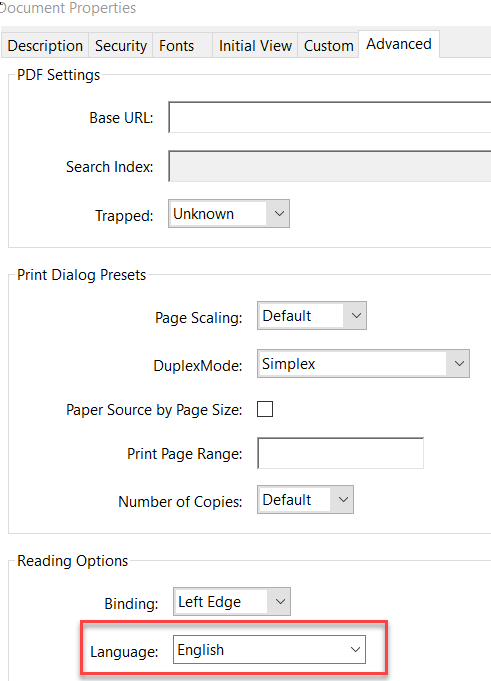 Document Properties
Description Security Fonts Initial View Custom Advanced
PDF Settings
Base URL:
Search Index:
Trapped: Unknown
Print Dialog Presets
Page Scaling: Default
DuplexMode: Simplex
Paper Source by Page Size:
Print Page Range:
Number of Copies: Default
Reading Options
Binding: Left Edge
Language: English